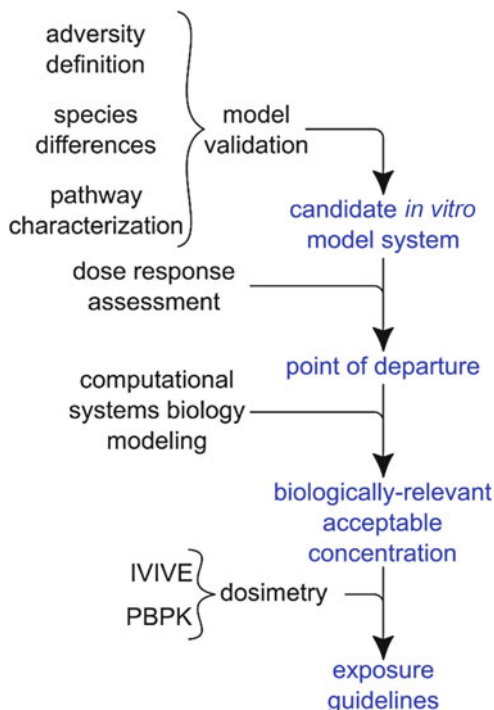 adversity
definition
species
differences
pathway
characterization
model
validation
candidate in vitro
model system
dose response
assessment
point of departure
computational
systems biology
modeling
biologically-relevant
acceptable
concentration
IVIVE
PBPK
dosimetry
exposure
guidelines